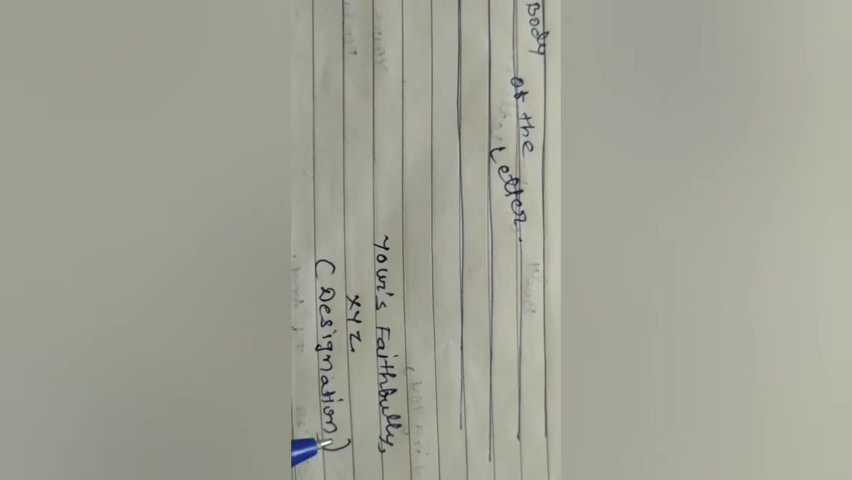 Body of the Letter.
Your's Faithfully,
XYZ
(Designation)